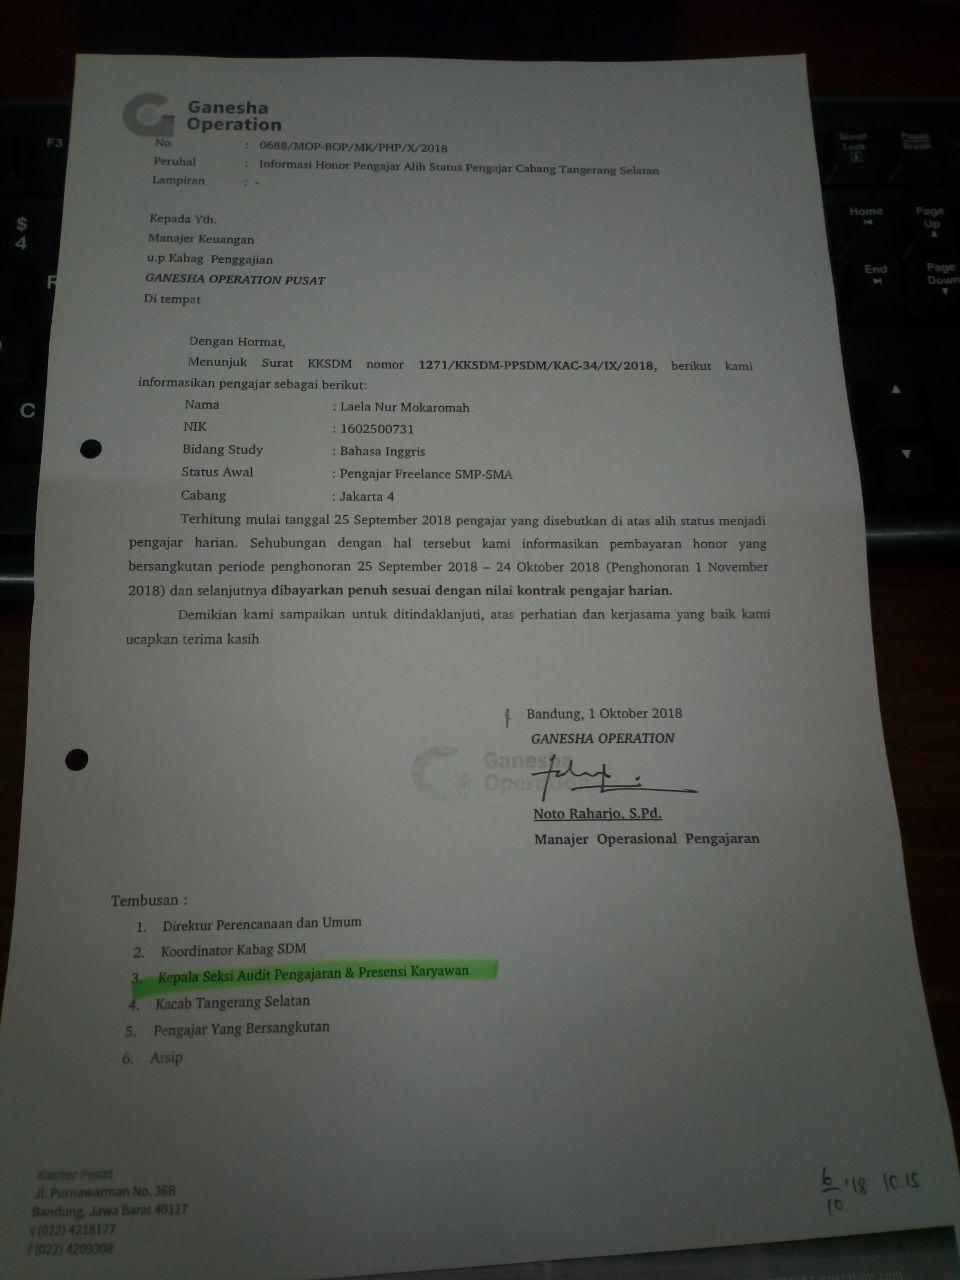 Ganesha
Operation
No. : 0688/MOP-BOP/MK/PHP/X/2018
Peruhal : Informasi Honor Pengajar Alih Status Pengajar Cabang Tangerang Selatan
Lampiran : -
Kepada Yth.
Manajer Keuangan
u.p Kabag Penggajian
GANESHA OPERATION PUSAT
Di tempat
Dengan Hormat,
Menunjuk Surat KKSDM nomor 1271/KKSDM-PPSDM/KAC-34/IX/2018, berikut kami
informasikan pengajar sebagai berikut:
Nama : Laela Nur Mokaromah
NIK : 1602500731
Bidang Study : Bahasa Inggris
Status Awal : Pengajar Freelance SMP-SMA
Cabang : Jakarta 4
Terhitung mulai tanggal 25 September 2018 pengajar yang disebutkan di atas alih status menjadi
pengajar harian. Sehubungan dengan hal tersebut kami informasikan pembayaran honor yang
bersangkutan periode penghonoran 25 September 2018 – 24 Oktober 2018 (Penghonoran 1 November
2018) dan selanjutnya dibayarkan penuh sesuai dengan nilai kontrak pengajar harian.
Demikian kami sampaikan untuk ditindaklanjuti, atas perhatian dan kerjasama yang baik kami
ucapkan terima kasih
Bandung, 1 Oktober 2018
GANESHA OPERATION
Ganesha
Operation
Noto Raharjo, S.Pd.
Manajer Operasional Pengajaran
Tembusan :
1. Direktur Perencanaan dan Umum
2. Koordinator Kabag SDM
3. Kepala Seksi Audit Pengajaran & Presensi Karyawan
4. Kacab Tangerang Selatan
5. Pengajar Yang Bersangkutan
6. Arsip
Kantor Pusat
Jl. Purnawarman No. 36B
Bandung, Jawa Barat 40117
t (022) 4218177
f (022) 4209308
6/10 '18 10.15
F3
$
4
R
C
Scroll
Lock
Pause
Break
Home
Page
Up
End
Page
Down